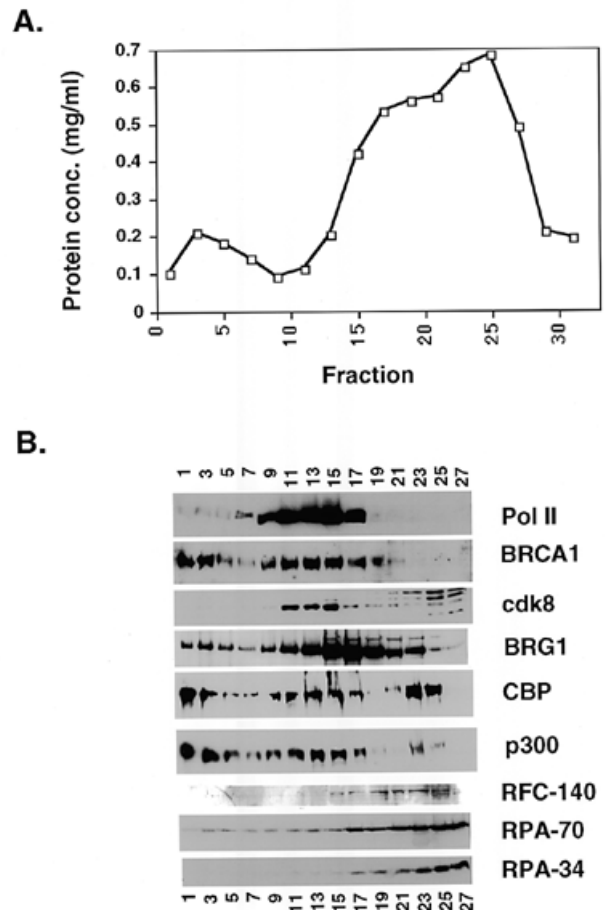 A.
Protein conc. (mg/ml)
0.7
0.6
0.5
0.4
0.3
0.2
0.1
0
0 5 10 15 20 25 30
Fraction
B.
1 3 5 7 9 11 13 15 17 19 21 23 25 27
Pol II
BRCA1
cdk8
BRG1
CBP
p300
RFC-140
RPA-70
RPA-34
1 3 5 7 9 11 13 15 17 19 21 23 25 27